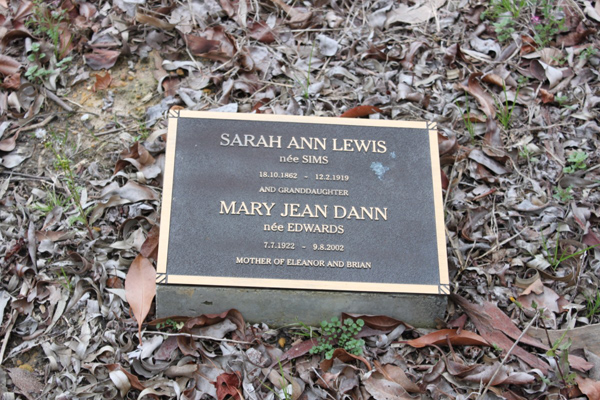 SARAH ANN LEWIS
née SIMS
18.10.1862 - 12.2.1919
AND GRANDDAUGHTER
MARY JEAN DANN
née EDWARDS
7.7.1922 - 9.8.2002
MOTHER OF ELEANOR AND BRIAN